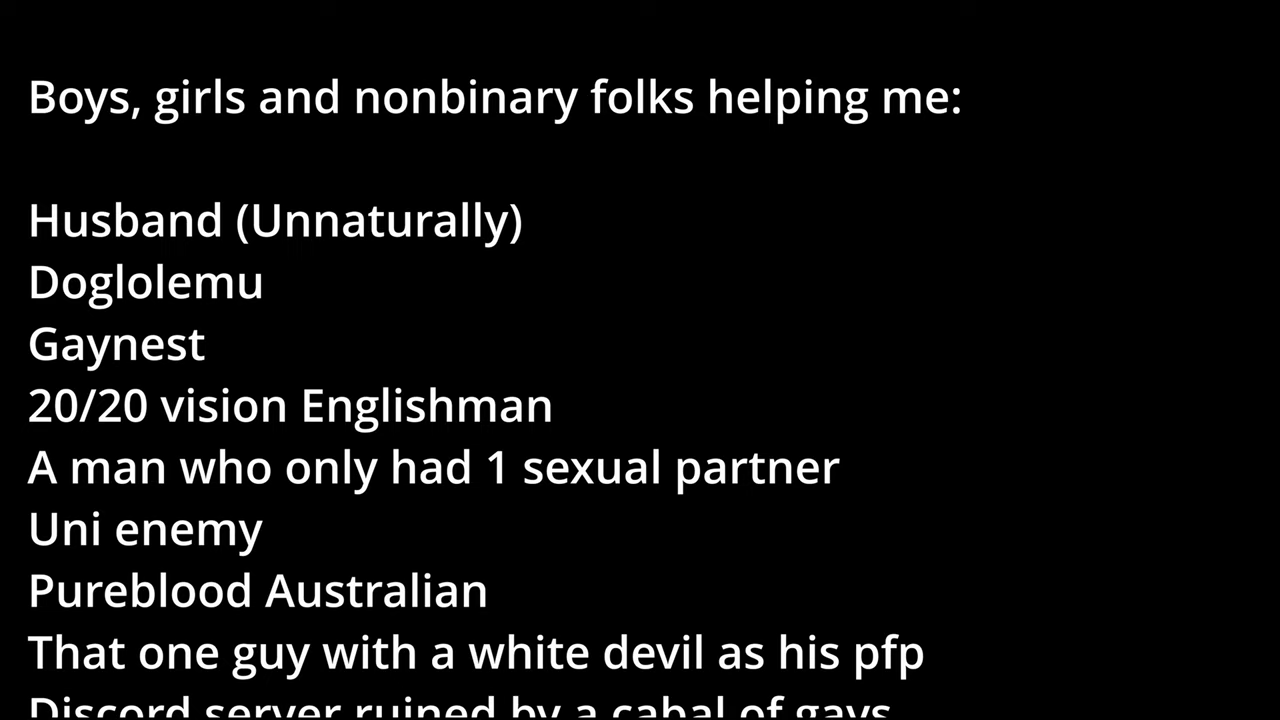 Boys, girls and nonbinary folks helping me:
Husband (Unnaturally)
Doglolemu
Gaynest
20/20 vision Englishman
A man who only had 1 sexual partner
Uni enemy
Pureblood Australian
That one guy with a white devil as his pfp
Discord server ruined by a cabal of gays